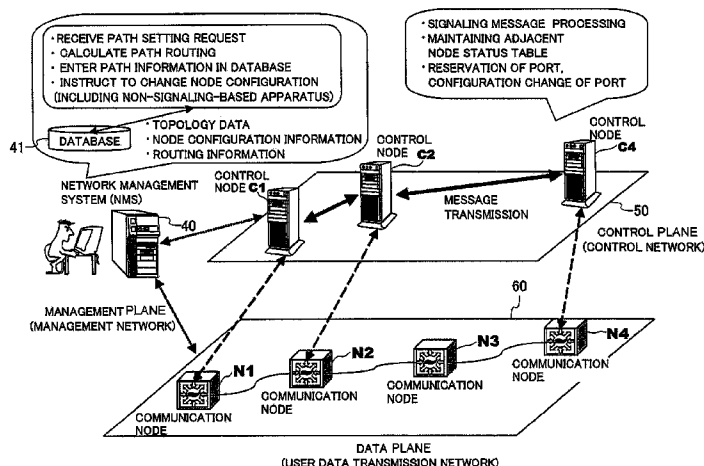 · RECEIVE PATH SETTING REQUEST
· CALCULATE PATH ROUTING
· ENTER PATH INFORMATION IN DATABASE
· INSTRUCT TO CHANGE NODE CONFIGURATION
(INCLUDING NON-SIGNALING-BASED APPARATUS)
41
DATABASE
· TOPOLOGY DATA
· NODE CONFIGURATION INFORMATION
· ROUTING INFORMATION
· SIGNALING MESSAGE PROCESSING
· MAINTAINING ADJACENT
NODE STATUS TABLE
· RESERVATION OF PORT,
CONFIGURATION CHANGE OF PORT
NETWORK MANAGEMENT
SYSTEM (NMS)
40
CONTROL
NODE C1
CONTROL
NODE
C2
CONTROL
NODE
C4
MESSAGE
TRANSMISSION
50
CONTROL PLANE
(CONTROL NETWORK)
MANAGEMENT PLANE
(MANAGEMENT NETWORK)
60
N1
COMMUNICATION
NODE
N2
COMMUNICATION
NODE
N3
COMMUNICATION
NODE
N4
COMMUNICATION
NODE
DATA PLANE
(USER DATA TRANSMISSION NETWORK)